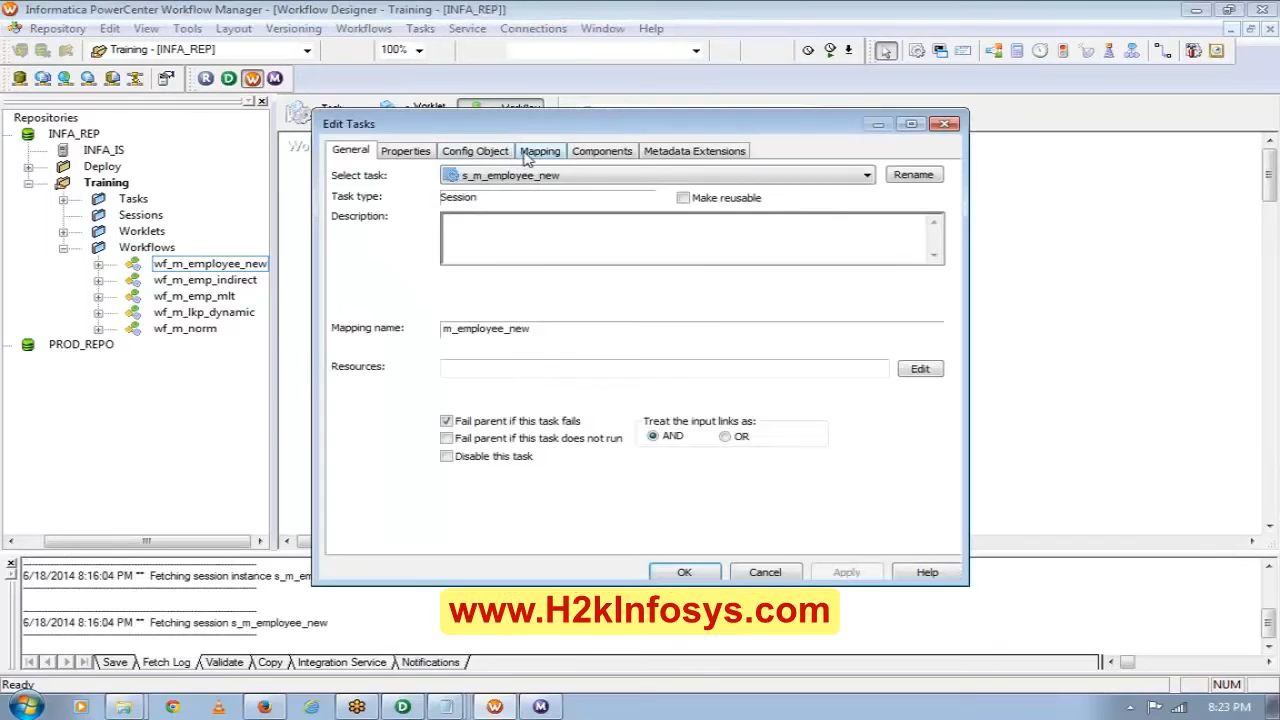 Informatica PowerCenter Workflow Manager - [Workflow Designer - Training - [INFA_REP]]
Repository Edit View Tools Layout Versioning Workflows Tasks Service Connections Window Help
Training - [INFA_REP] 100%
R D W M
Repositories
INFA_REP
INFA_IS
Deploy
Training
Tasks
Sessions
Worklets
Workflows
wf_m_employee_new
wf_m_emp_indirect
wf_m_emp_mlt
wf_m_lkp_dynamic
wf_m_norm
PROD_REPO
Edit Tasks
General Properties Config Object Mapping Components Metadata Extensions
Select task: s_m_employee_new Rename
Task type: Session Make reusable
Description:
Mapping name: m_employee_new
Resources: Edit
Fail parent if this task fails
Fail parent if this task does not run
Disable this task
Treat the input links as:
AND OR
OK Cancel Apply Help
6/18/2014 8:16:04 PM ** Fetching session instance s_m_em
6/18/2014 8:16:04 PM ** Fetching session s_m_employee_new
www.H2kInfosys.com
Save Fetch Log Validate Copy Integration Service Notifications
Ready NUM
D W M 8:23 PM